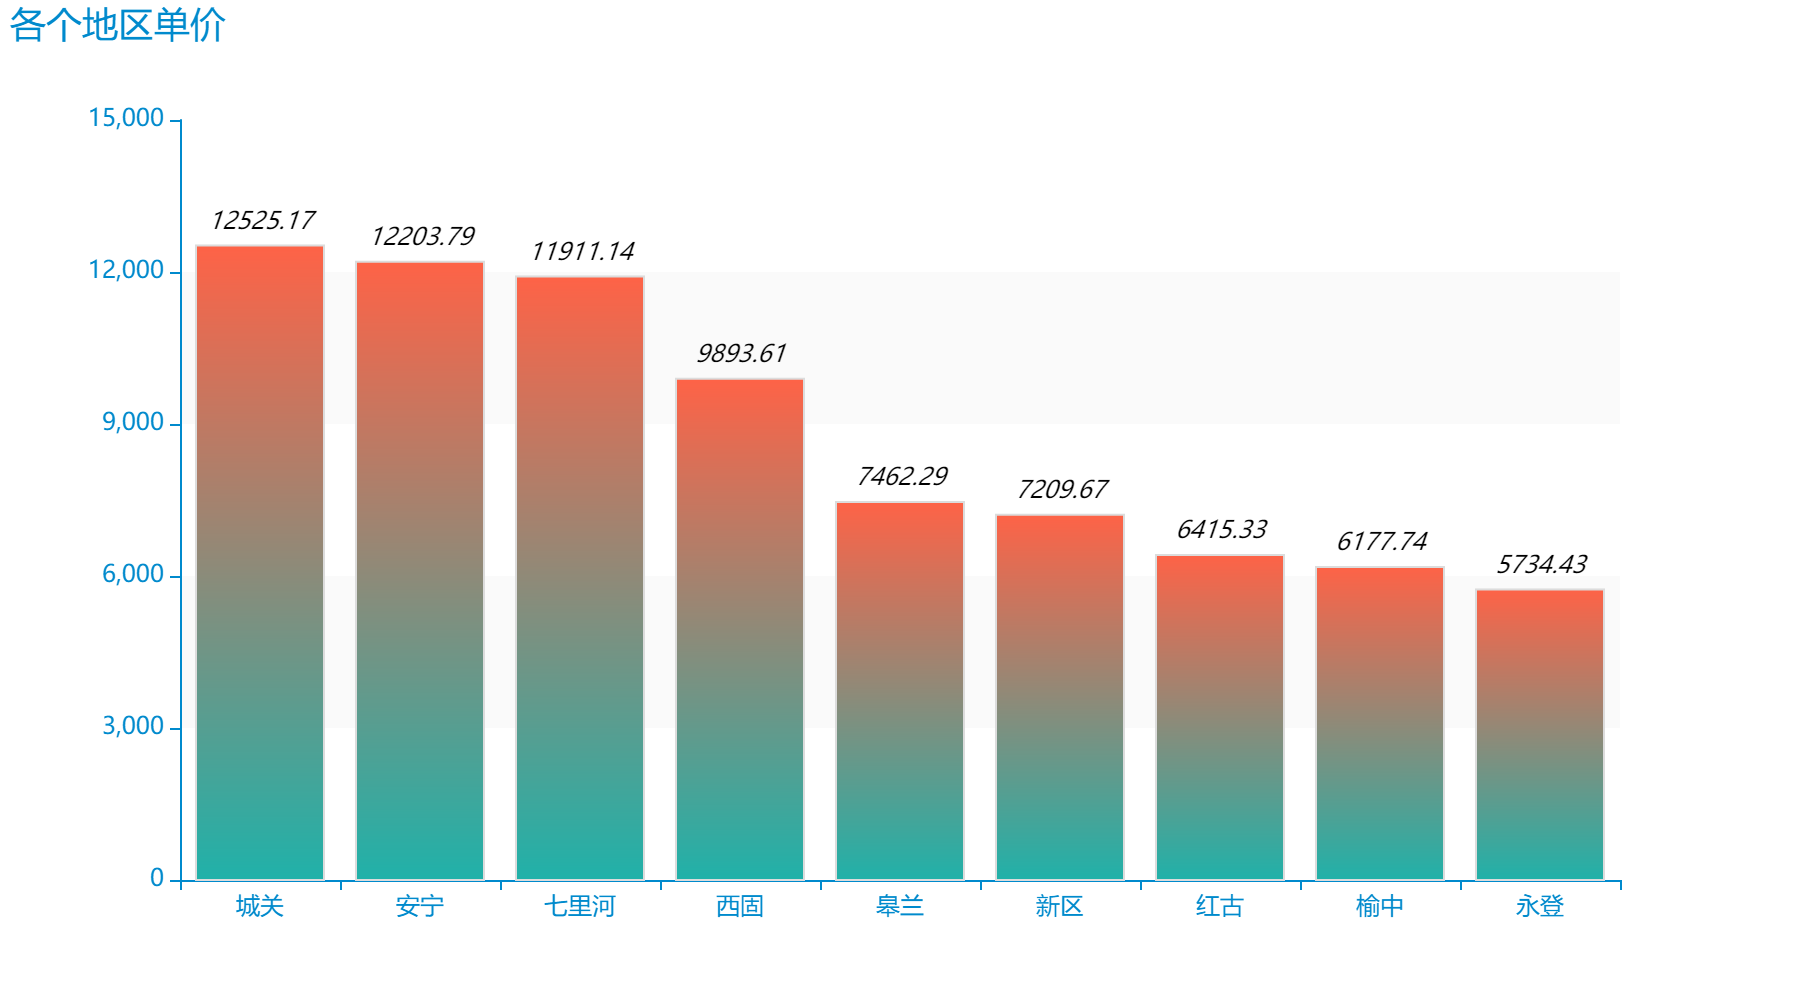 各个地区单价
15,000
12,000
9,000
6,000
3,000
0
12525.17
12203.79
11911.14
9893.61
7462.29
7209.67
6415.33
6177.74
5734.43
城关
安宁
七里河
西固
皋兰
新区
红古
榆中
永登